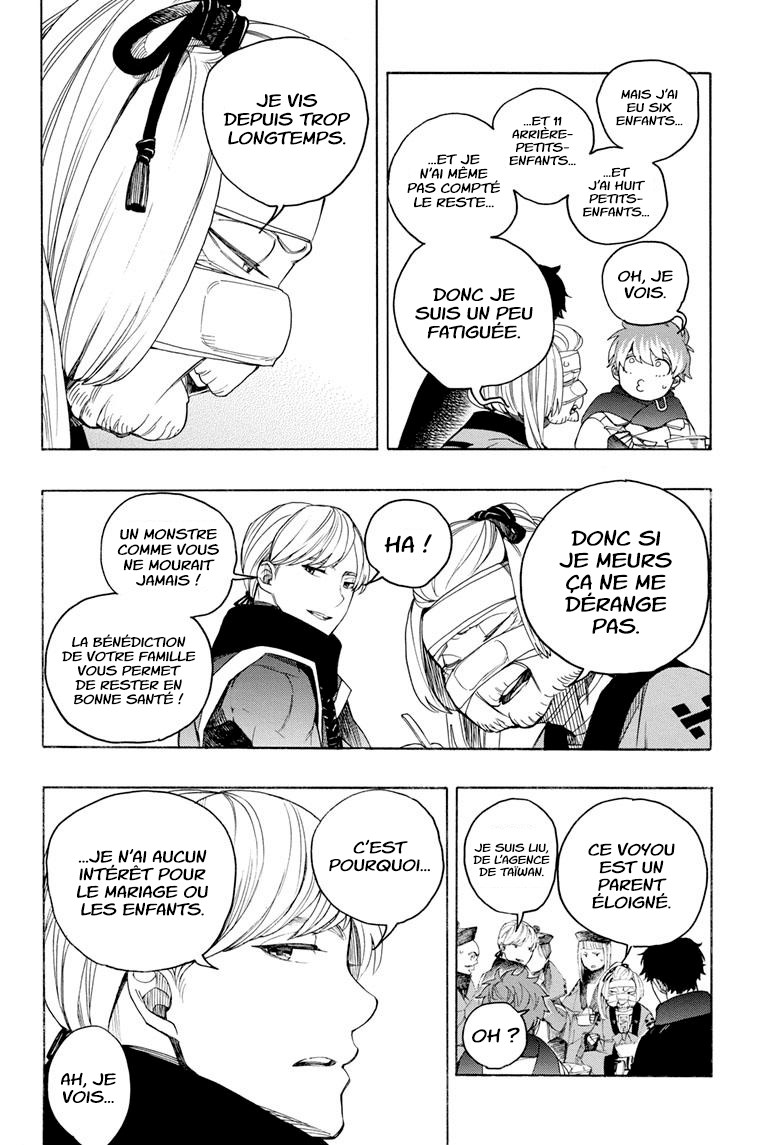 MAIS J'AI
EU SIX
ENFANTS...
...ET
J'AI HUIT
PETITS-
ENFANTS...
...ET 11
ARRIÈRE-
PETITS-
ENFANTS...
...ET JE
N'AI MÊME
PAS COMPTÉ
LE RESTE...
DONC JE
SUIS UN PEU
FATIGUÉE.
OH, JE
VOIS.
JE VIS
DEPUIS TROP
LONGTEMPS.
DONC SI
JE MEURS
ÇA NE ME
DÉRANGE
PAS.
HA !
UN MONSTRE
COMME VOUS
NE MOURAIT
JAMAIS !
LA BÉNÉDICTION
DE VOTRE FAMILLE
VOUS PERMET
DE RESTER EN
BONNE SANTÉ !
CE VOYOU
EST UN
PARENT
ÉLOIGNÉ.
JE SUIS LIU,
DE L'AGENCE
DE TAÏWAN.
OH ?
C'EST
POURQUOI...
...JE N'AI AUCUN
INTÉRÊT POUR
LE MARIAGE OU
LES ENFANTS.
AH, JE
VOIS...